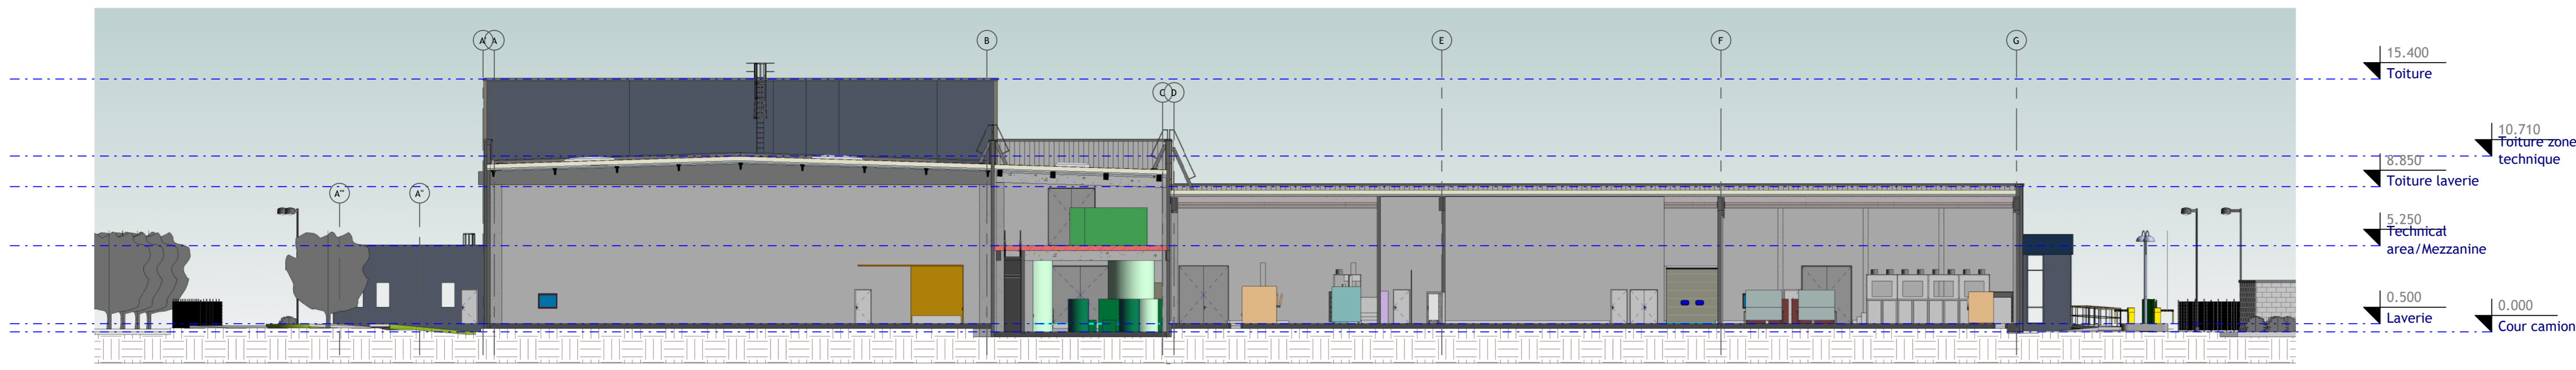 A' A B E F G
C D
A''' A''
15.400
Toiture
10.710
Toiture zone
technique
8.850
Toiture laverie
5.250
Technical
area/Mezzanine
0.500
Laverie
0.000
Cour camion